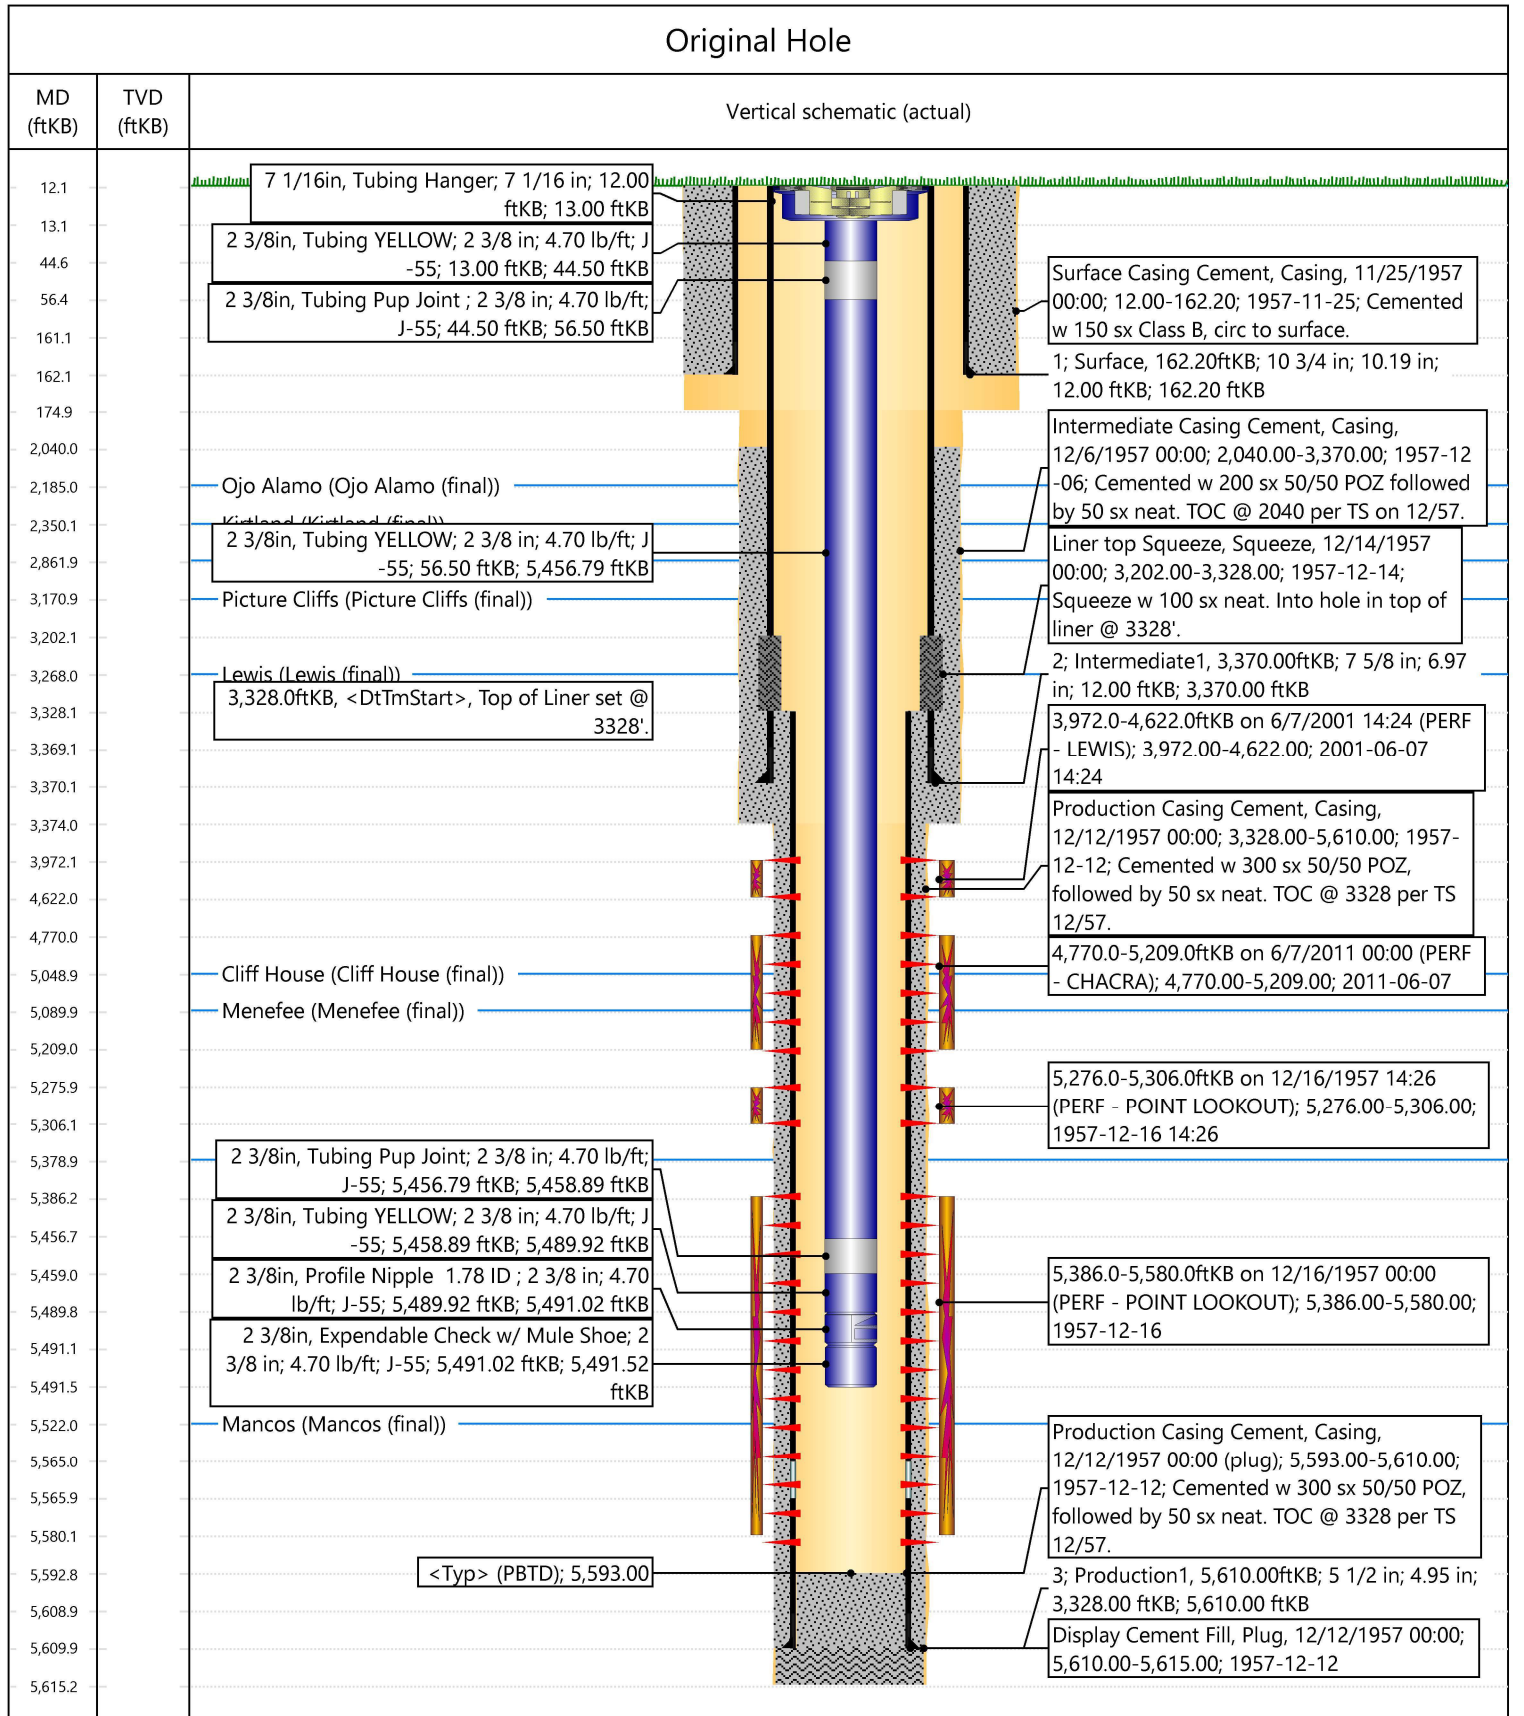 Original Hole
MD
(ftKB)
TVD
(ftKB)
Vertical schematic (actual)
12.1
13.1
44.6
56.4
161.1
162.1
174.9
2,040.0
2,185.0
2,350.1
2,861.9
3,170.9
3,202.1
3,268.0
3,328.1
3,369.1
3,370.1
3,374.0
3,972.1
4,622.0
4,770.0
5,048.9
5,089.9
5,209.0
5,275.9
5,306.1
5,378.9
5,386.2
5,456.7
5,459.0
5,489.8
5,491.1
5,491.5
5,522.0
5,565.0
5,565.9
5,580.1
5,592.8
5,608.9
5,609.9
5,615.2
7 1/16in, Tubing Hanger; 7 1/16 in; 12.00
ftKB; 13.00 ftKB
2 3/8in, Tubing YELLOW; 2 3/8 in; 4.70 lb/ft; J
-55; 13.00 ftKB; 44.50 ftKB
2 3/8in, Tubing Pup Joint ; 2 3/8 in; 4.70 lb/ft;
J-55; 44.50 ftKB; 56.50 ftKB
Ojo Alamo (Ojo Alamo (final))
Kirtland (Kirtland (final))
2 3/8in, Tubing YELLOW; 2 3/8 in; 4.70 lb/ft; J
-55; 56.50 ftKB; 5,456.79 ftKB
Picture Cliffs (Picture Cliffs (final))
Lewis (Lewis (final))
3,328.0ftKB, <DtTmStart>, Top of Liner set @
3328'.
Cliff House (Cliff House (final))
Menefee (Menefee (final))
2 3/8in, Tubing Pup Joint; 2 3/8 in; 4.70 lb/ft;
J-55; 5,456.79 ftKB; 5,458.89 ftKB
2 3/8in, Tubing YELLOW; 2 3/8 in; 4.70 lb/ft; J
-55; 5,458.89 ftKB; 5,489.92 ftKB
2 3/8in, Profile Nipple 1.78 ID ; 2 3/8 in; 4.70
lb/ft; J-55; 5,489.92 ftKB; 5,491.02 ftKB
2 3/8in, Expendable Check w/ Mule Shoe; 2
3/8 in; 4.70 lb/ft; J-55; 5,491.02 ftKB; 5,491.52
ftKB
Mancos (Mancos (final))
<Typ> (PBTD); 5,593.00
Surface Casing Cement, Casing, 11/25/1957
00:00; 12.00-162.20; 1957-11-25; Cemented
w 150 sx Class B, circ to surface.
1; Surface, 162.20ftKB; 10 3/4 in; 10.19 in;
12.00 ftKB; 162.20 ftKB
Intermediate Casing Cement, Casing,
12/6/1957 00:00; 2,040.00-3,370.00; 1957-12
-06; Cemented w 200 sx 50/50 POZ followed
by 50 sx neat. TOC @ 2040 per TS on 12/57.
Liner top Squeeze, Squeeze, 12/14/1957
00:00; 3,202.00-3,328.00; 1957-12-14;
Squeeze w 100 sx neat. Into hole in top of
liner @ 3328'.
2; Intermediate1, 3,370.00ftKB; 7 5/8 in; 6.97
in; 12.00 ftKB; 3,370.00 ftKB
3,972.0-4,622.0ftKB on 6/7/2001 14:24 (PERF
- LEWIS); 3,972.00-4,622.00; 2001-06-07
14:24
Production Casing Cement, Casing,
12/12/1957 00:00; 3,328.00-5,610.00; 1957-
12-12; Cemented w 300 sx 50/50 POZ,
followed by 50 sx neat. TOC @ 3328 per TS
12/57.
4,770.0-5,209.0ftKB on 6/7/2011 00:00 (PERF
- CHACRA); 4,770.00-5,209.00; 2011-06-07
5,276.0-5,306.0ftKB on 12/16/1957 14:26
(PERF - POINT LOOKOUT); 5,276.00-5,306.00;
1957-12-16 14:26
5,386.0-5,580.0ftKB on 12/16/1957 00:00
(PERF - POINT LOOKOUT); 5,386.00-5,580.00;
1957-12-16
Production Casing Cement, Casing,
12/12/1957 00:00 (plug); 5,593.00-5,610.00;
1957-12-12; Cemented w 300 sx 50/50 POZ,
followed by 50 sx neat. TOC @ 3328 per TS
12/57.
3; Production1, 5,610.00ftKB; 5 1/2 in; 4.95 in;
3,328.00 ftKB; 5,610.00 ftKB
Display Cement Fill, Plug, 12/12/1957 00:00;
5,610.00-5,615.00; 1957-12-12